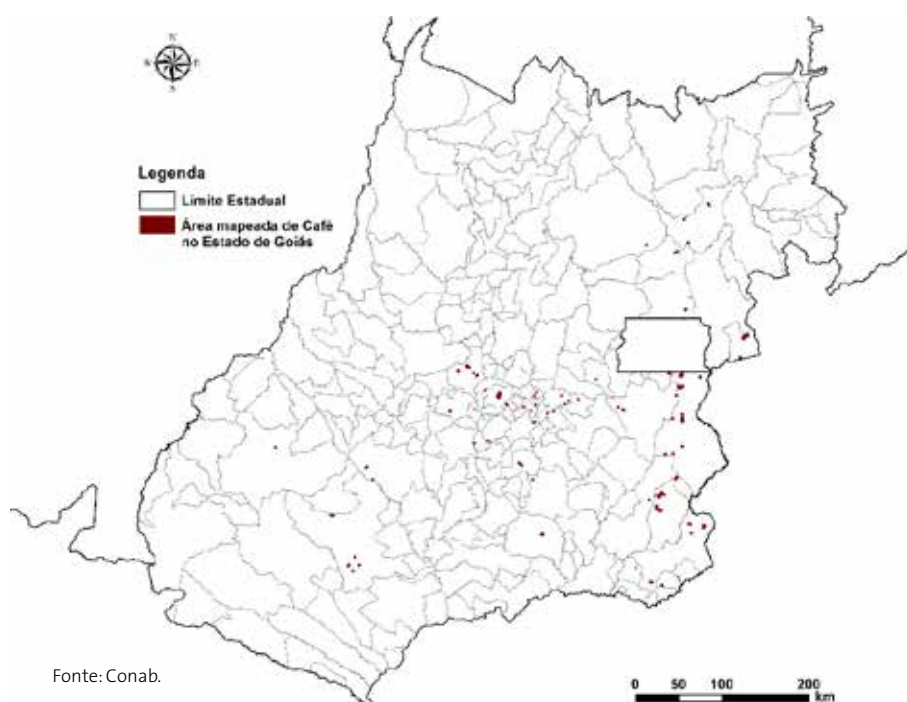 N
W E
S
Legenda
Limite Estadual
Área mapeada de Café
no Estado de Goiás
Fonte: Conab.
0 50 100 200
km